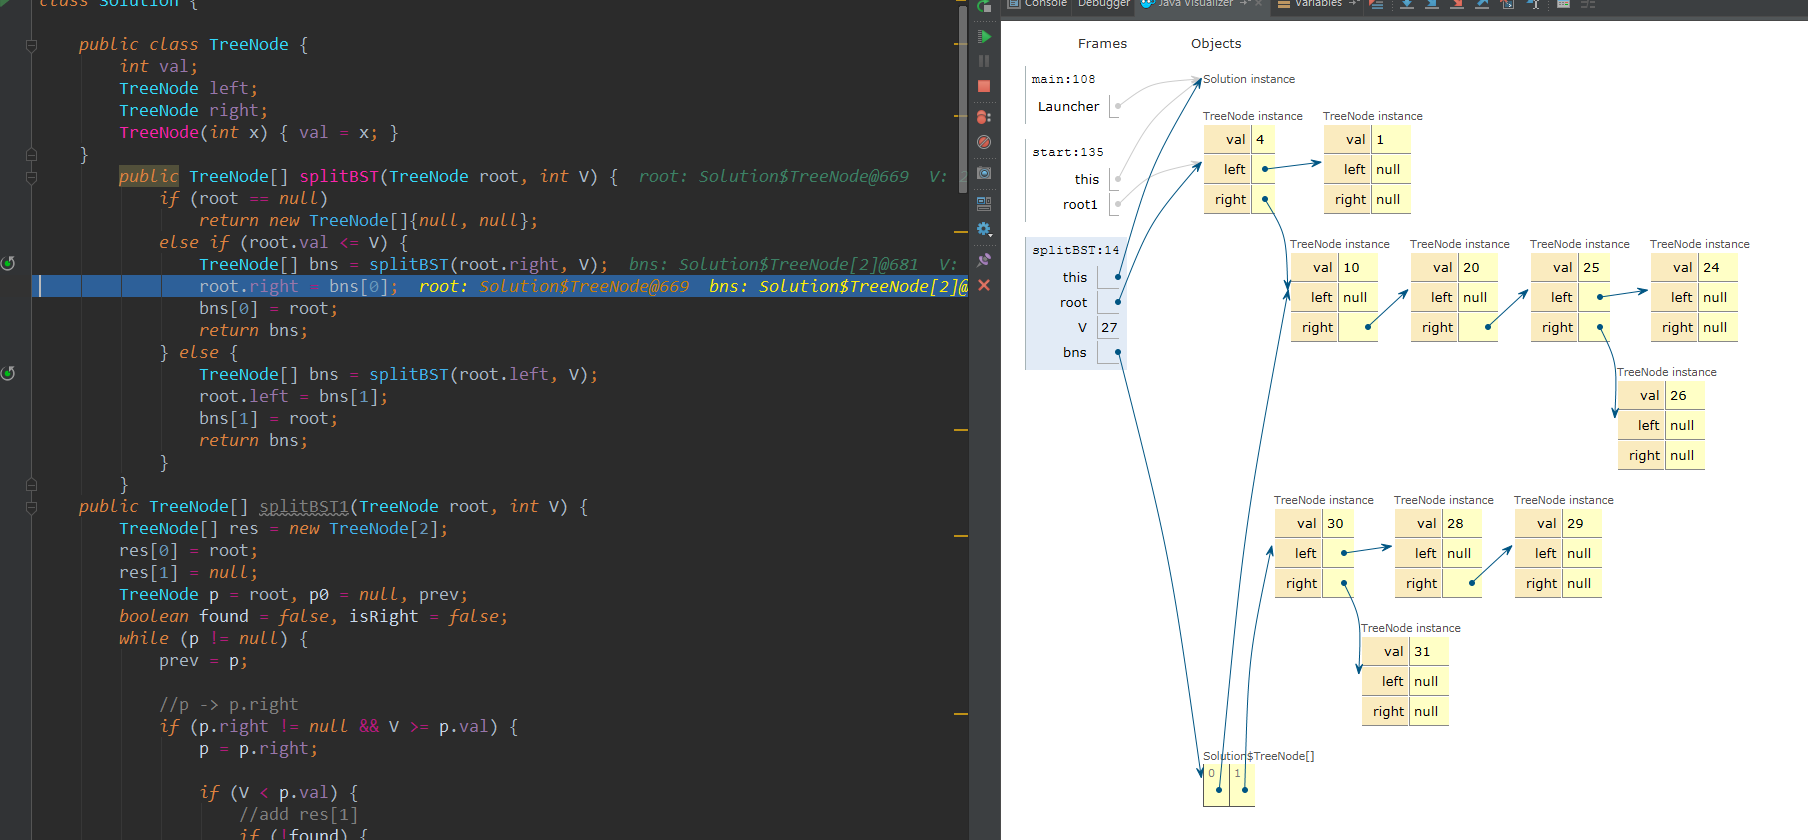 class Solution {
public class TreeNode {
int val;
TreeNode left;
TreeNode right;
TreeNode(int x) { val = x; }
}
public TreeNode[] splitBST(TreeNode root, int V) {  root: Solution$TreeNode@669  V: 2
if (root == null)
return new TreeNode[]{null, null};
else if (root.val <= V) {
TreeNode[] bns = splitBST(root.right, V);  bns: Solution$TreeNode[2]@681  V:
root.right = bns[0];  root: Solution$TreeNode@669  bns: Solution$TreeNode[2]@
bns[0] = root;
return bns;
} else {
TreeNode[] bns = splitBST(root.left, V);
root.left = bns[1];
bns[1] = root;
return bns;
}
}
public TreeNode[] splitBST1(TreeNode root, int V) {
TreeNode[] res = new TreeNode[2];
res[0] = root;
res[1] = null;
TreeNode p = root, p0 = null, prev;
boolean found = false, isRight = false;
while (p != null) {
prev = p;
//p -> p.right
if (p.right != null && V >= p.val) {
p = p.right;
if (V < p.val) {
//add res[1]
if (!found) {
Console Debugger Java Visualizer Variables
Frames Objects
main:108
Launcher
start:135
this
root1
splitBST:14
this
root
V 27
bns
Solution instance
TreeNode instance TreeNode instance
val 4 val 1
left left null
right right null
TreeNode instance TreeNode instance TreeNode instance TreeNode instance
val 10 val 20 val 25 val 24
left null left null left left null
right right right right null
TreeNode instance
val 26
left null
right null
TreeNode instance TreeNode instance TreeNode instance
val 30 val 28 val 29
left left null left null
right right right null
TreeNode instance
val 31
left null
right null
Solution$TreeNode[]
0 1